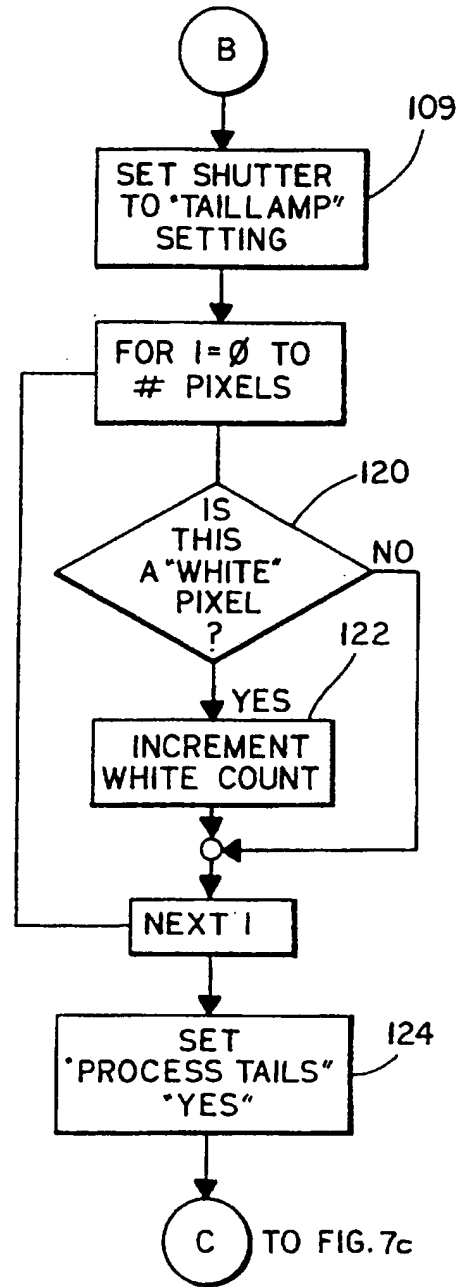 B
109
SET SHUTTER
TO "TAILLAMP"
SETTING
FOR I=Ø TO
# PIXELS
120
IS
THIS
A "WHITE"
PIXEL
?
NO
122
YES
INCREMENT
WHITE COUNT
NEXT I
SET
"PROCESS TAILS"
"YES"
124
C
TO FIG. 7c